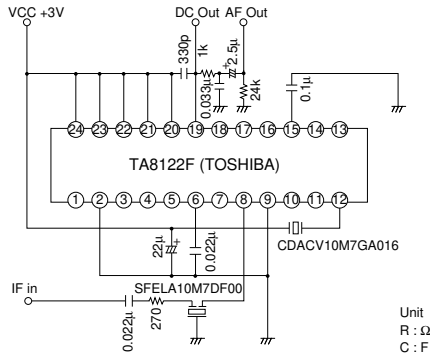 VCC +3V
DC Out AF Out
330p
1k
2.5μ
+
0.033μ
24k
0.1μ
24 23 22 21 20 19 18 17 16 15 14 13
TA8122F (TOSHIBA)
1 2 3 4 5 6 7 8 9 10 11 12
22μ
+
0.022μ
CDACV10M7GA016
IF in
SFELA10M7DF00
0.022μ
270
Unit
R : Ω
C : F